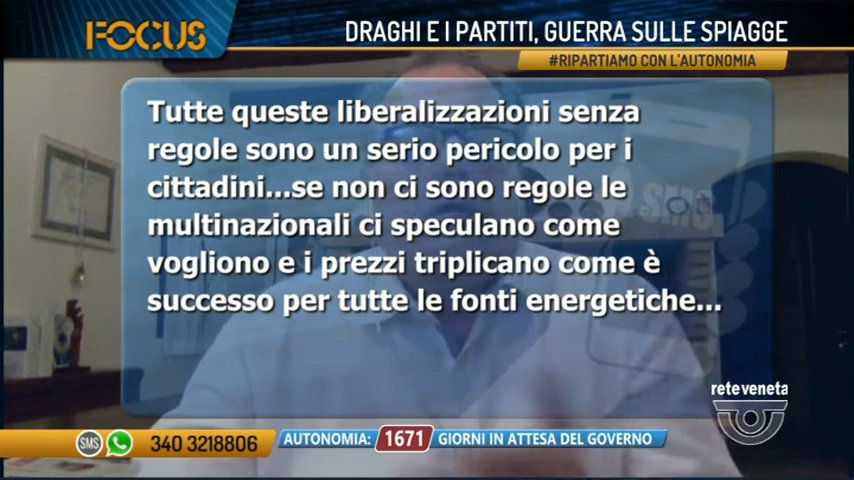 FOCUS
DRAGHI E I PARTITI, GUERRA SULLE SPIAGGE
#RIPARTIAMO CON L'AUTONOMIA
Tutte queste liberalizzazioni senza
regole sono un serio pericolo per i
cittadini...se non ci sono regole le
multinazionali ci speculano come
vogliono e i prezzi triplicano come è
successo per tutte le fonti energetiche...
SMS
reteveneta
SMS 340 3218806
AUTONOMIA: 1671 GIORNI IN ATTESA DEL GOVERNO